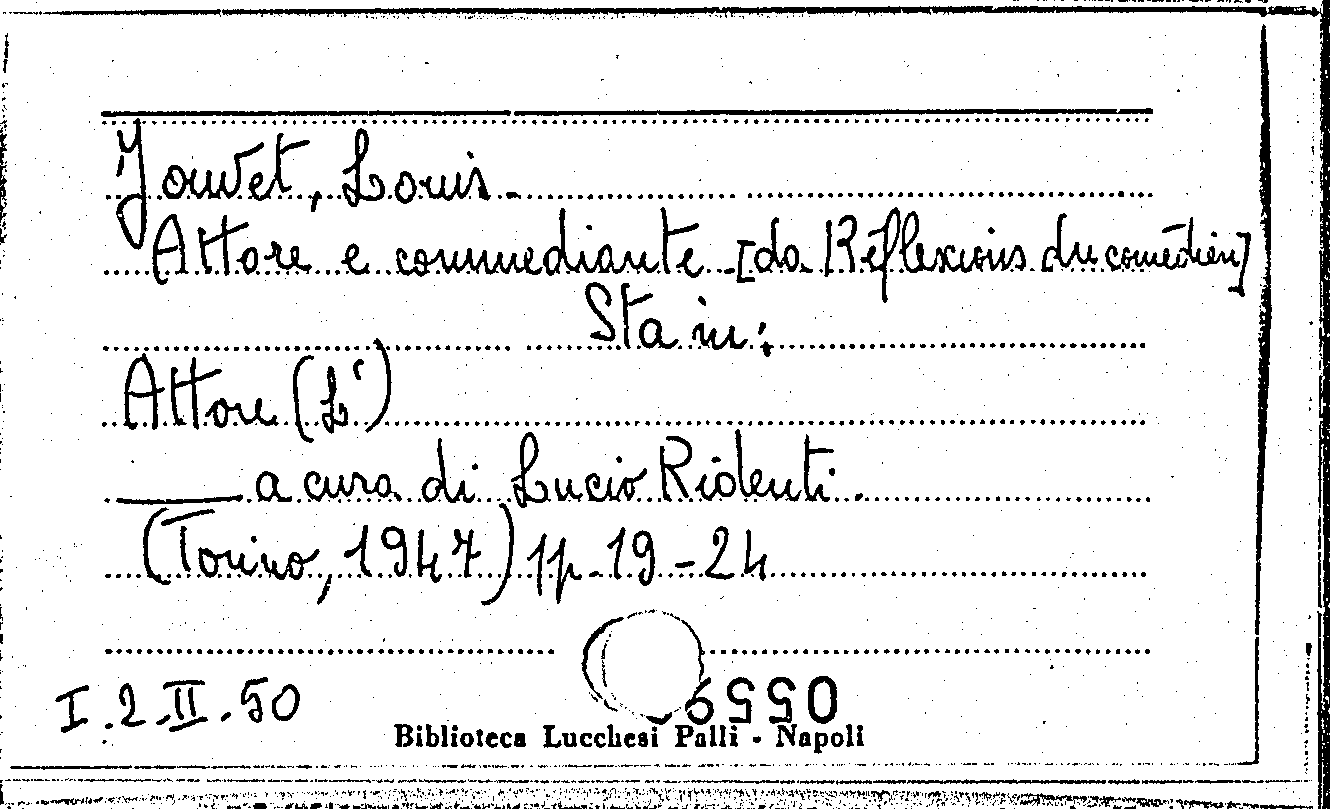 Jouvet, Louis.
Attore e commediante [da Réflexions du comédien]
Sta in:
Attore (L')
____ a cura di Lucio Ridenti.
(Torino, 1947) pp. 19-24
I.2.II.50
Biblioteca Lucchesi Palli - Napoli